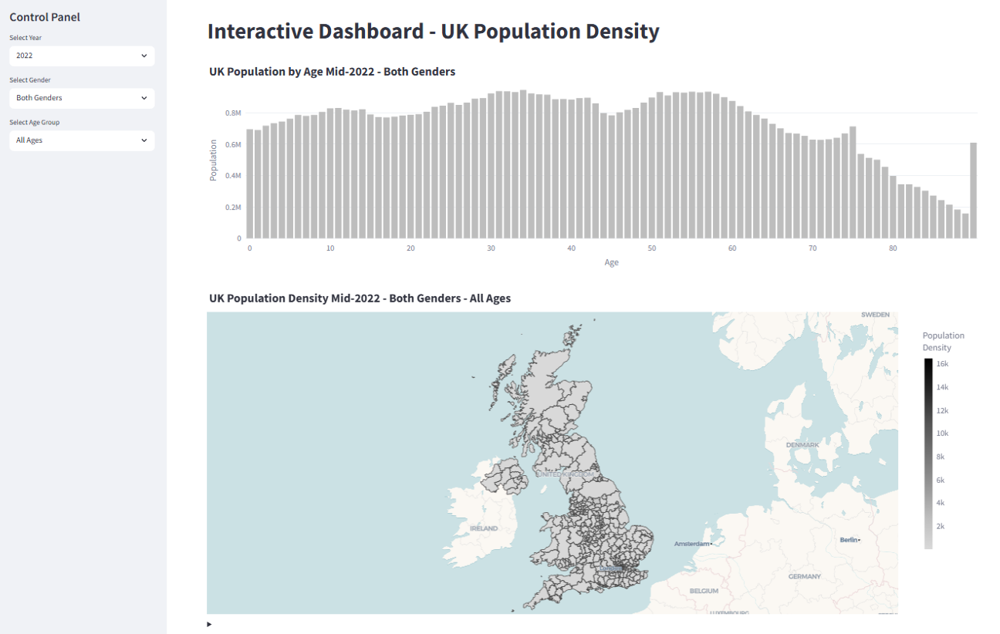 Control Panel
Select Year
2022
Select Gender
Both Genders
Select Age Group
All Ages
Interactive Dashboard - UK Population Density
UK Population by Age Mid-2022 - Both Genders
Population
0.8M
0.6M
0.4M
0.2M
0
0 10 20 30 40 50 60 70 80
Age
UK Population Density Mid-2022 - Both Genders - All Ages
SWEDEN
DENMARK
UNITED KINGDOM
IRELAND
Amsterdam
Berlin
London
GERMANY
BELGIUM
LUXEMBOURG
Population
Density
16k
14k
12k
10k
8k
6k
4k
2k